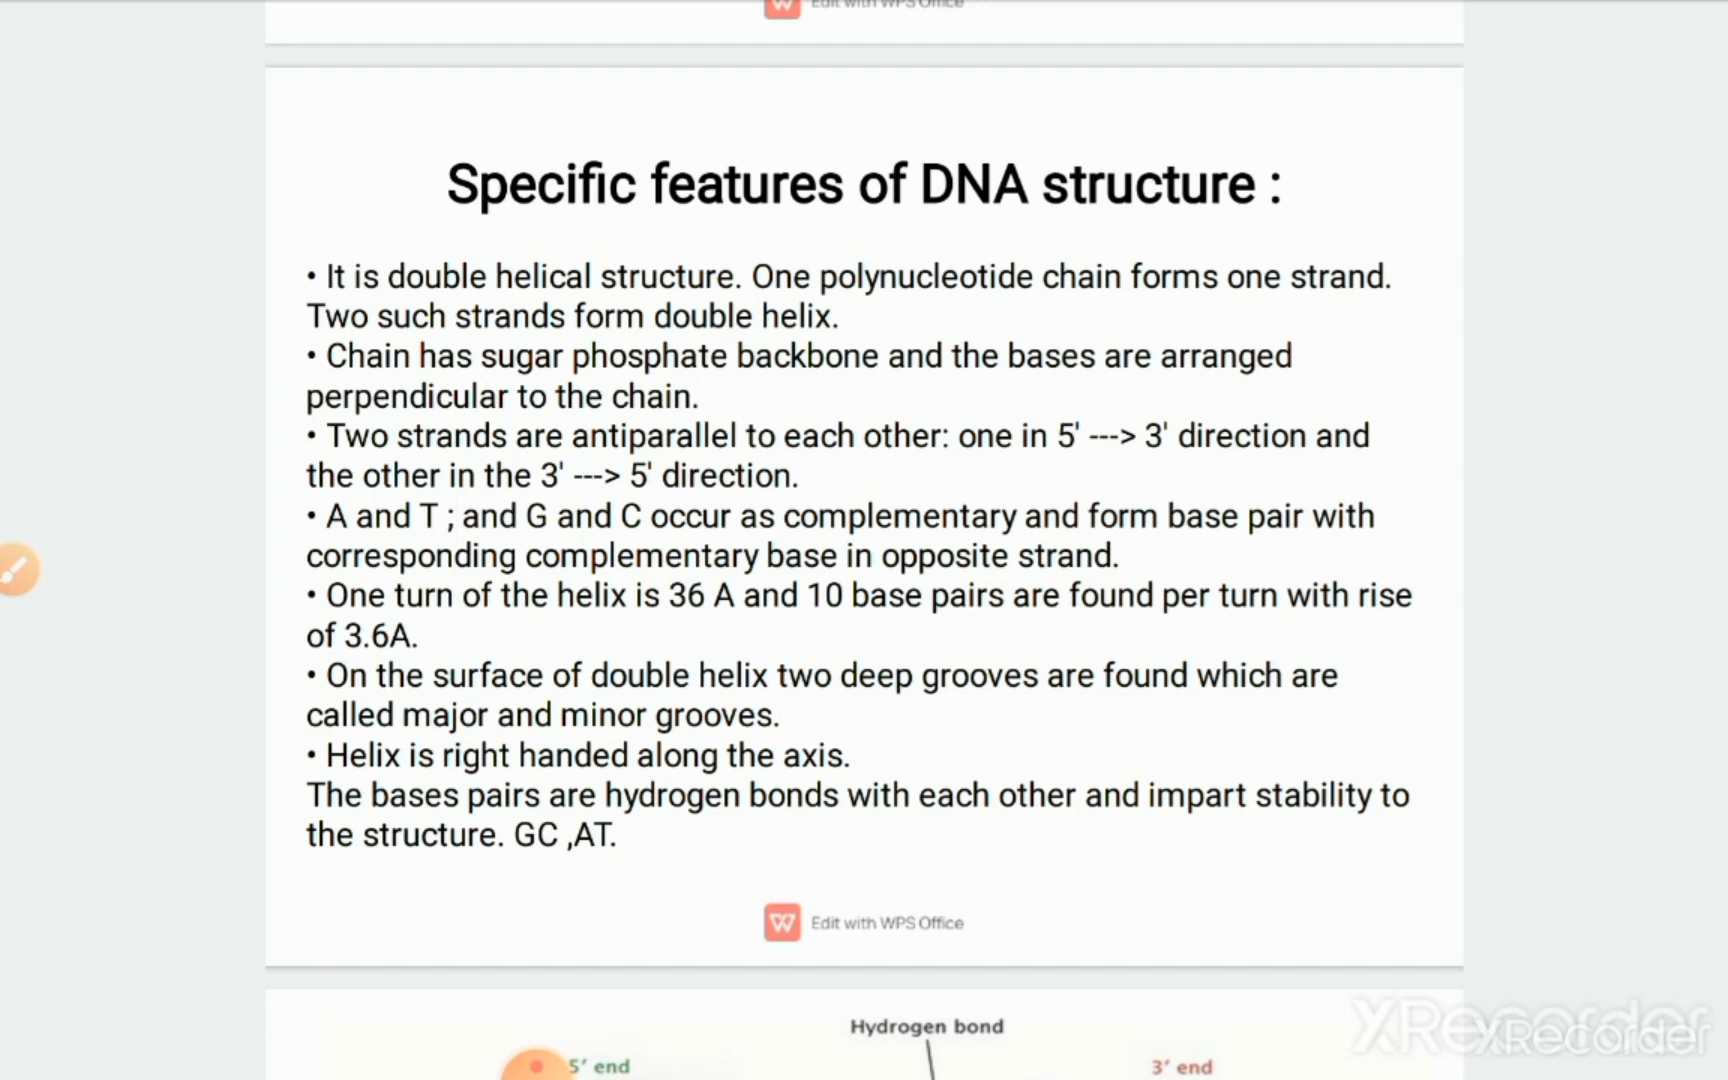 Edit with WPS Office
Specific features of DNA structure :
• It is double helical structure. One polynucleotide chain forms one strand.
Two such strands form double helix.
• Chain has sugar phosphate backbone and the bases are arranged
perpendicular to the chain.
• Two strands are antiparallel to each other: one in 5' ---> 3' direction and
the other in the 3' ---> 5' direction.
• A and T ; and G and C occur as complementary and form base pair with
corresponding complementary base in opposite strand.
• One turn of the helix is 36 A and 10 base pairs are found per turn with rise
of 3.6A.
• On the surface of double helix two deep grooves are found which are
called major and minor grooves.
• Helix is right handed along the axis.
The bases pairs are hydrogen bonds with each other and impart stability to
the structure. GC ,AT.
Edit with WPS Office
Hydrogen bond
5′ end
3′ end
XRecorder
XRecorder